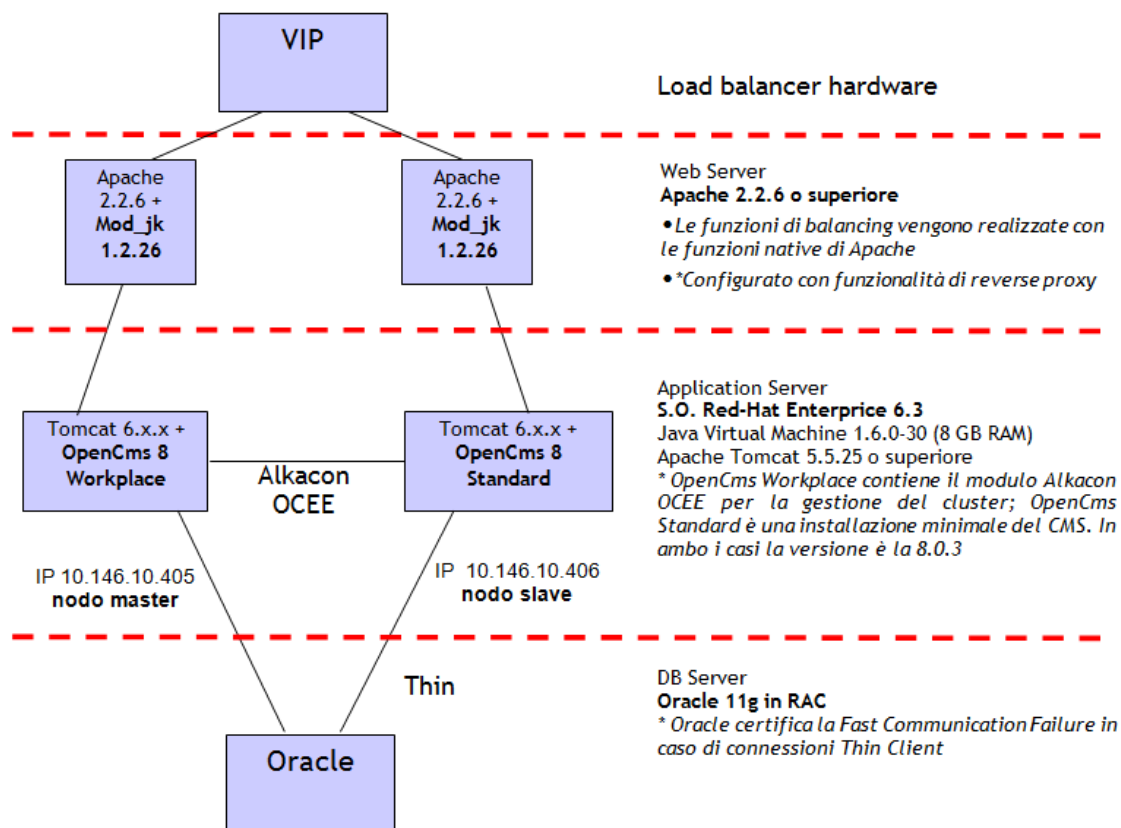 VIP
Load balancer hardware
Apache
2.2.6 +
Mod_jk
1.2.26
Apache
2.2.6 +
Mod_jk
1.2.26
Web Server
Apache 2.2.6 o superiore
•Le funzioni di balancing vengono realizzate con
le funzioni native di Apache
•*Configurato con funzionalità di reverse proxy
Tomcat 6.x.x +
OpenCms 8
Workplace
Alkacon
OCEE
Tomcat 6.x.x +
OpenCms 8
Standard
Application Server
S.O. Red-Hat Enterprice 6.3
Java Virtual Machine 1.6.0-30 (8 GB RAM)
Apache Tomcat 5.5.25 o superiore
* OpenCms Workplace contiene il modulo Alkacon
OCEE per la gestione del cluster; OpenCms
Standard è una installazione minimale del CMS. In
ambo i casi la versione è la 8.0.3
IP 10.146.10.405
nodo master
IP 10.146.10.406
nodo slave
Thin
DB Server
Oracle 11g in RAC
* Oracle certifica la Fast Communication Failure in
caso di connessioni Thin Client
Oracle